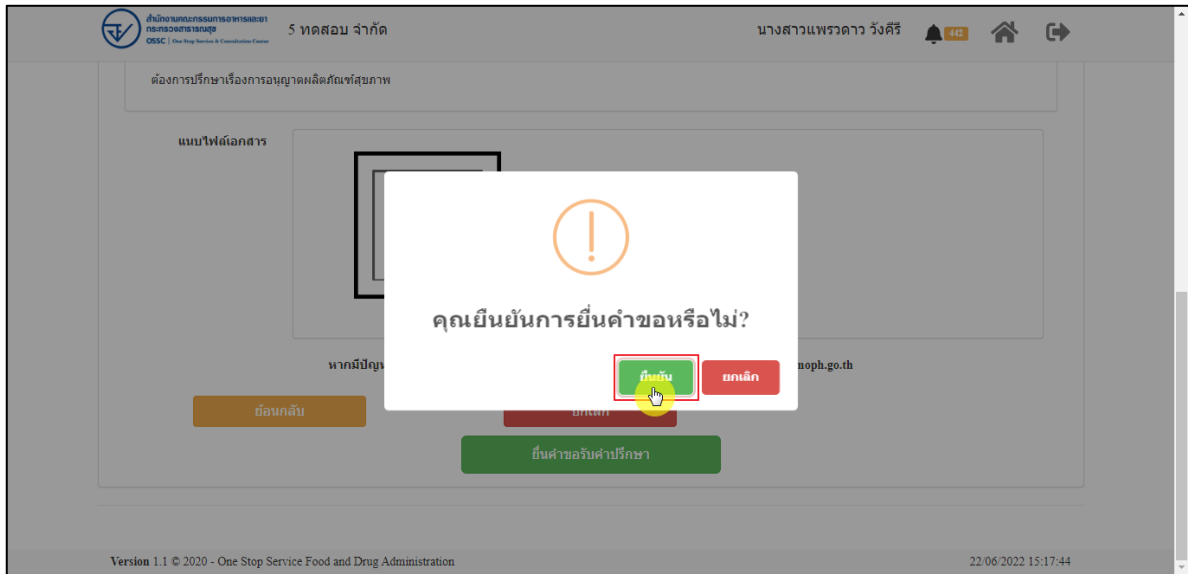 สำนักงานคณะกรรมการอาหารและยา
กระทรวงสาธารณสุข
OSSC | One Stop Service & Consultation Center
5 ทดสอบ จำกัด
นางสาวแพรวดาว วังคีรี
442
ต้องการปรึกษาเรื่องการอนุญาตผลิตภัณฑ์สุขภาพ
แนบไฟล์เอกสาร
คุณยืนยันการยื่นคำขอหรือไม่?
ยืนยัน
ยกเลิก
หากมีปัญห
moph.go.th
ย้อนกลับ
ยกเลิก
ยื่นคำขอรับคำปรึกษา
Version 1.1 © 2020 - One Stop Service Food and Drug Administration
22/06/2022 15:17:44